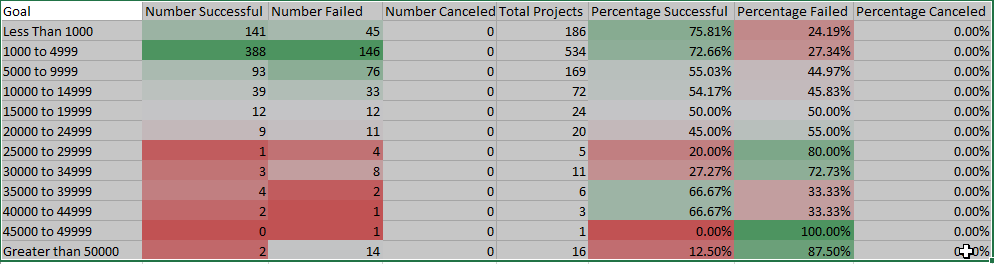 Goal Number Successful Number Failed Number Canceled Total Projects Percentage Successful Percentage Failed Percentage Canceled
Less Than 1000 141 45 0 186 75.81% 24.19% 0.00%
1000 to 4999 388 146 0 534 72.66% 27.34% 0.00%
5000 to 9999 93 76 0 169 55.03% 44.97% 0.00%
10000 to 14999 39 33 0 72 54.17% 45.83% 0.00%
15000 to 19999 12 12 0 24 50.00% 50.00% 0.00%
20000 to 24999 9 11 0 20 45.00% 55.00% 0.00%
25000 to 29999 1 4 0 5 20.00% 80.00% 0.00%
30000 to 34999 3 8 0 11 27.27% 72.73% 0.00%
35000 to 39999 4 2 0 6 66.67% 33.33% 0.00%
40000 to 44999 2 1 0 3 66.67% 33.33% 0.00%
45000 to 49999 0 1 0 1 0.00% 100.00% 0.00%
Greater than 50000 2 14 0 16 12.50% 87.50%